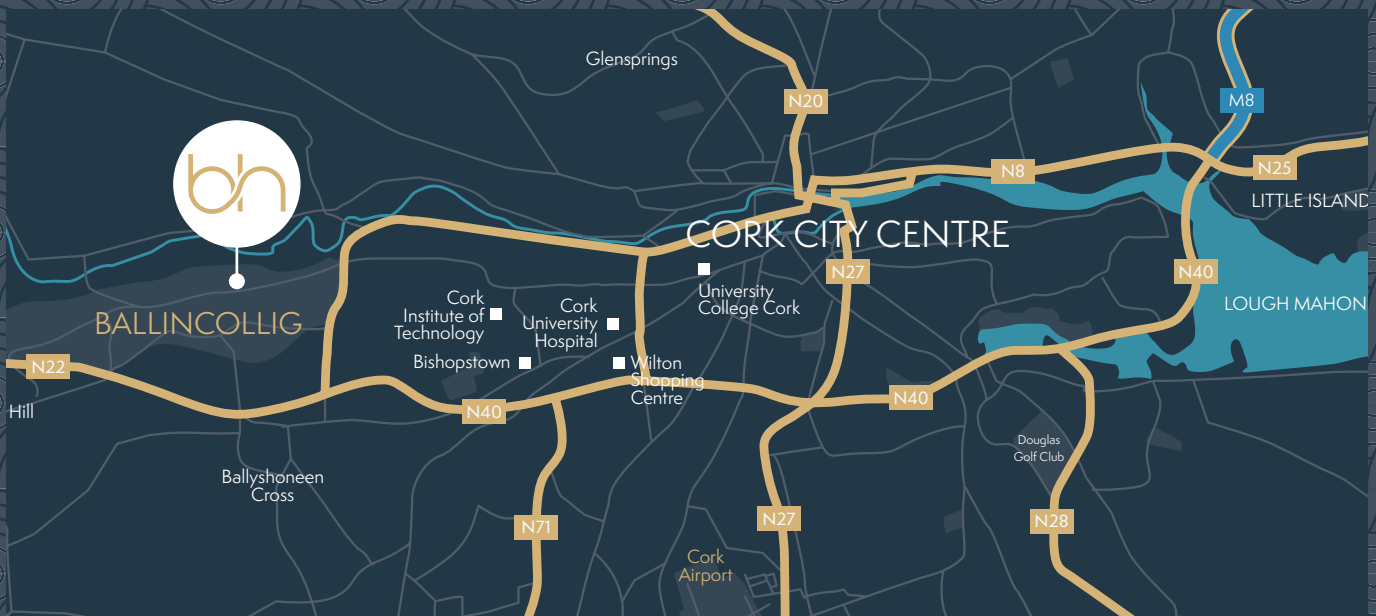 Glensprings
N20
M8
bh
N8
N25
LITTLE ISLAND
CORK CITY CENTRE
N27
N40
University
College Cork
Cork
Institute of
Technology
Cork
University
Hospital
LOUGH MAHON
BALLINCOLLIG
N22
Bishopstown
Wilton
Shopping
Centre
N40
N40
Hill
Douglas
Golf Club
Ballyshoneen
Cross
N71
N27
N28
Cork
Airport